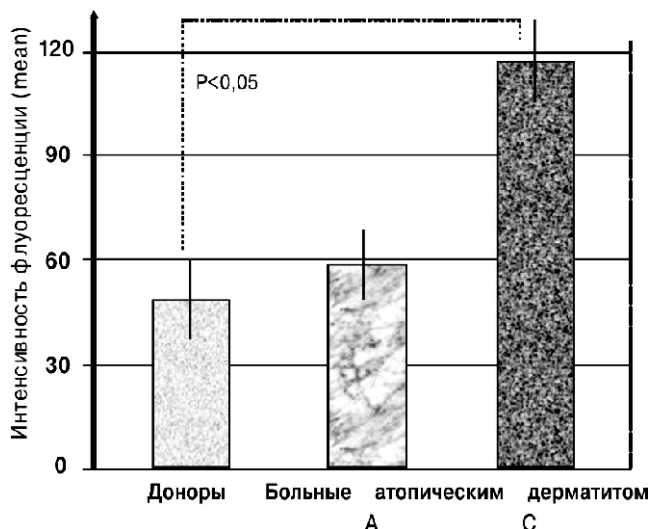 Интенсивность флуоресценции (mean)
120
90
60
30
0
P<0,05
Доноры Больные атопическим дерматитом
А С